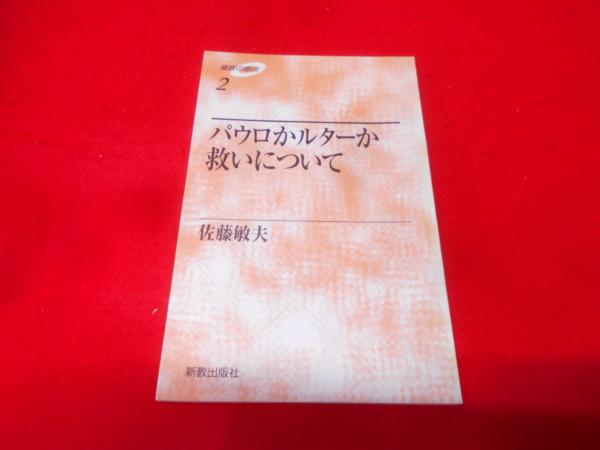 2
パウロかルターか
救いについて
佐藤敏夫
新教出版社